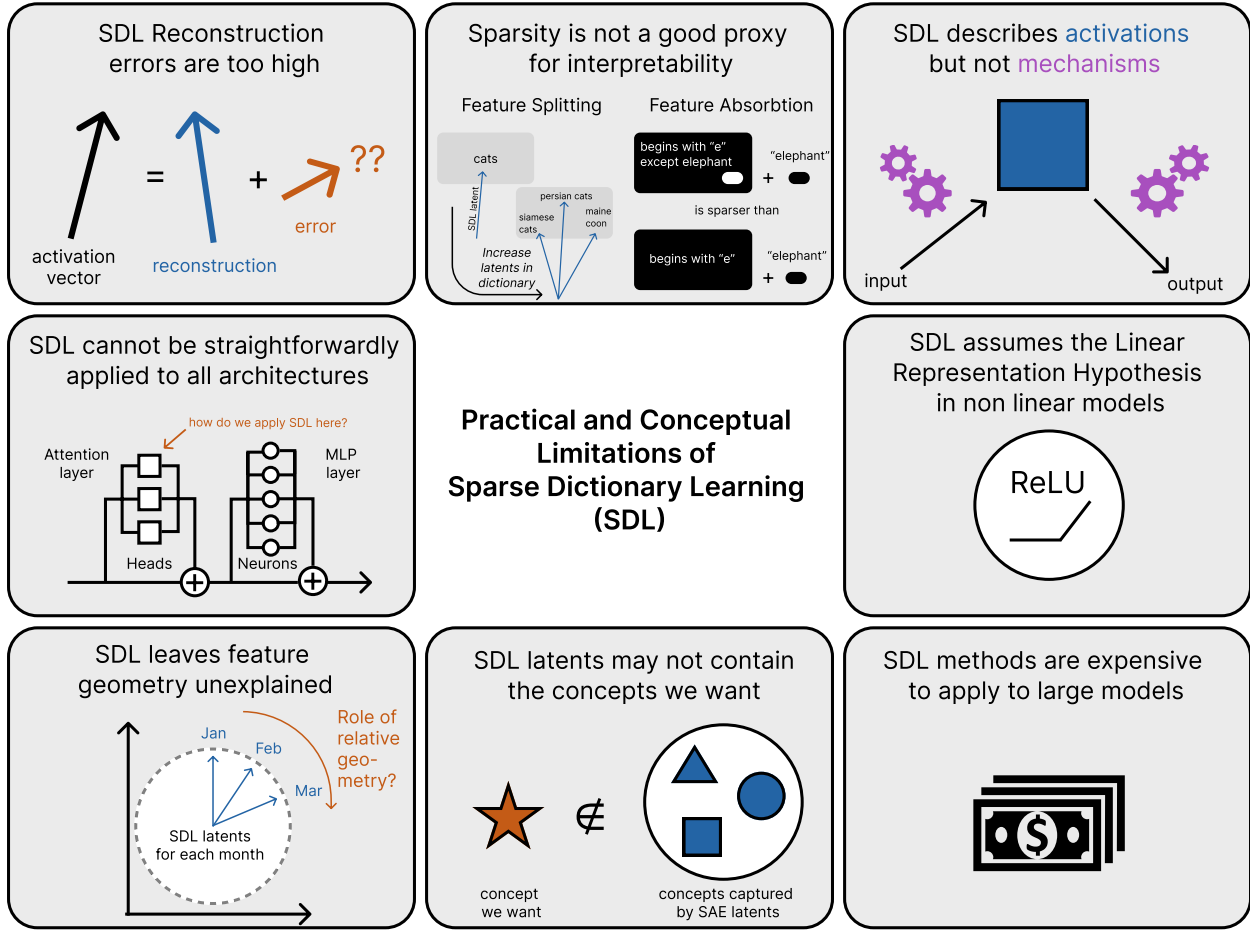 SDL Reconstruction
errors are too high
activation
vector
=
reconstruction
+
error
??
Sparsity is not a good proxy
for interpretability
Feature Splitting
cats
SDL latent
persian cats
siamese
cats
maine
coon
Increase
latents in
dictionary
Feature Absorbtion
begins with “e”
except elephant
+
“elephant”
is sparser than
begins with “e”
+
“elephant”
SDL describes activations
but not mechanisms
input
output
SDL cannot be straightforwardly
applied to all architectures
how do we apply SDL here?
Attention
layer
MLP
layer
Heads
Neurons
+
+
Practical and Conceptual
Limitations of
Sparse Dictionary Learning
(SDL)
SDL assumes the Linear
Representation Hypothesis
in non linear models
ReLU
SDL leaves feature
geometry unexplained
Jan
Feb
Mar
Role of
relative
geo-
metry?
SDL latents
for each month
SDL latents may not contain
the concepts we want
∉
concept
we want
concepts captured
by SAE latents
SDL methods are expensive
to apply to large models
$